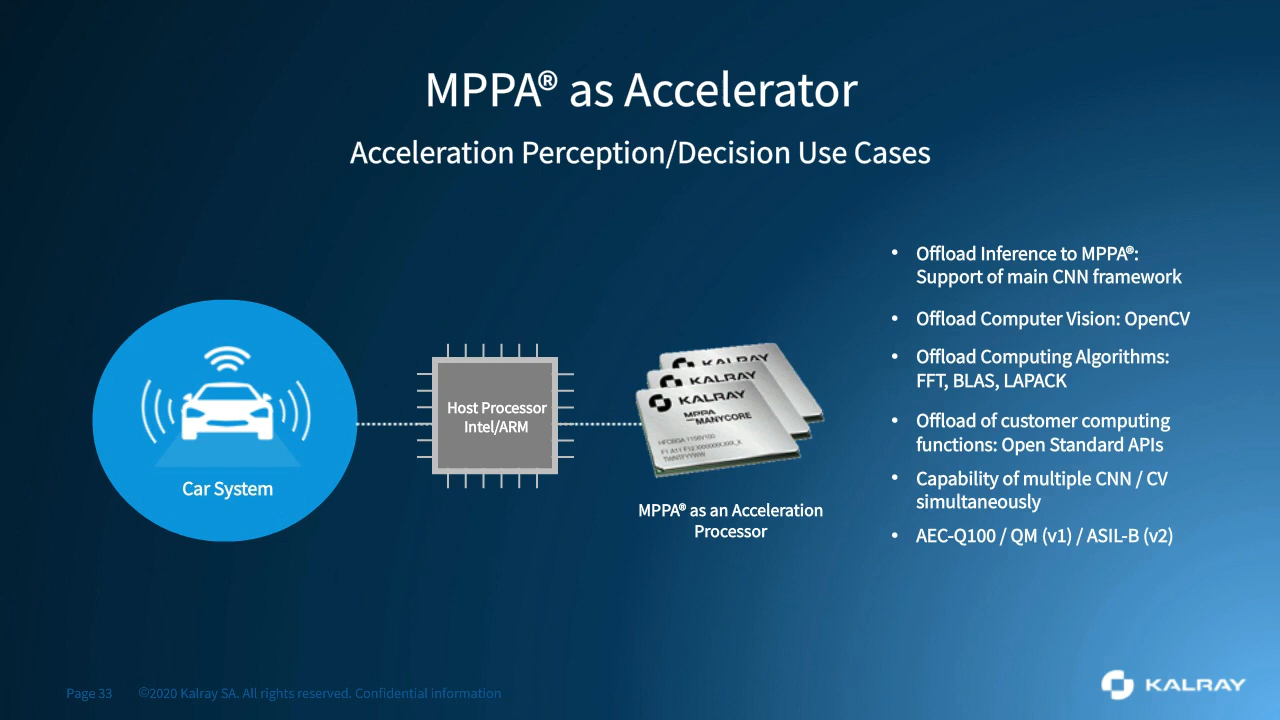 MPPA® as Accelerator
Acceleration Perception/Decision Use Cases
• Offload Inference to MPPA®:
Support of main CNN framework
• Offload Computer Vision: OpenCV
• Offload Computing Algorithms:
FFT, BLAS, LAPACK
• Offload of customer computing
functions: Open Standard APIs
• Capability of multiple CNN / CV
simultaneously
• AEC-Q100 / QM (v1) / ASIL-B (v2)
Car System
Host Processor
Intel/ARM
KALRAY
KALRAY
KALRAY
MPPA
MANYCORE
MPPA® as an Acceleration
Processor
Page 33 ©2020 Kalray SA. All rights reserved. Confidential information
KALRAY